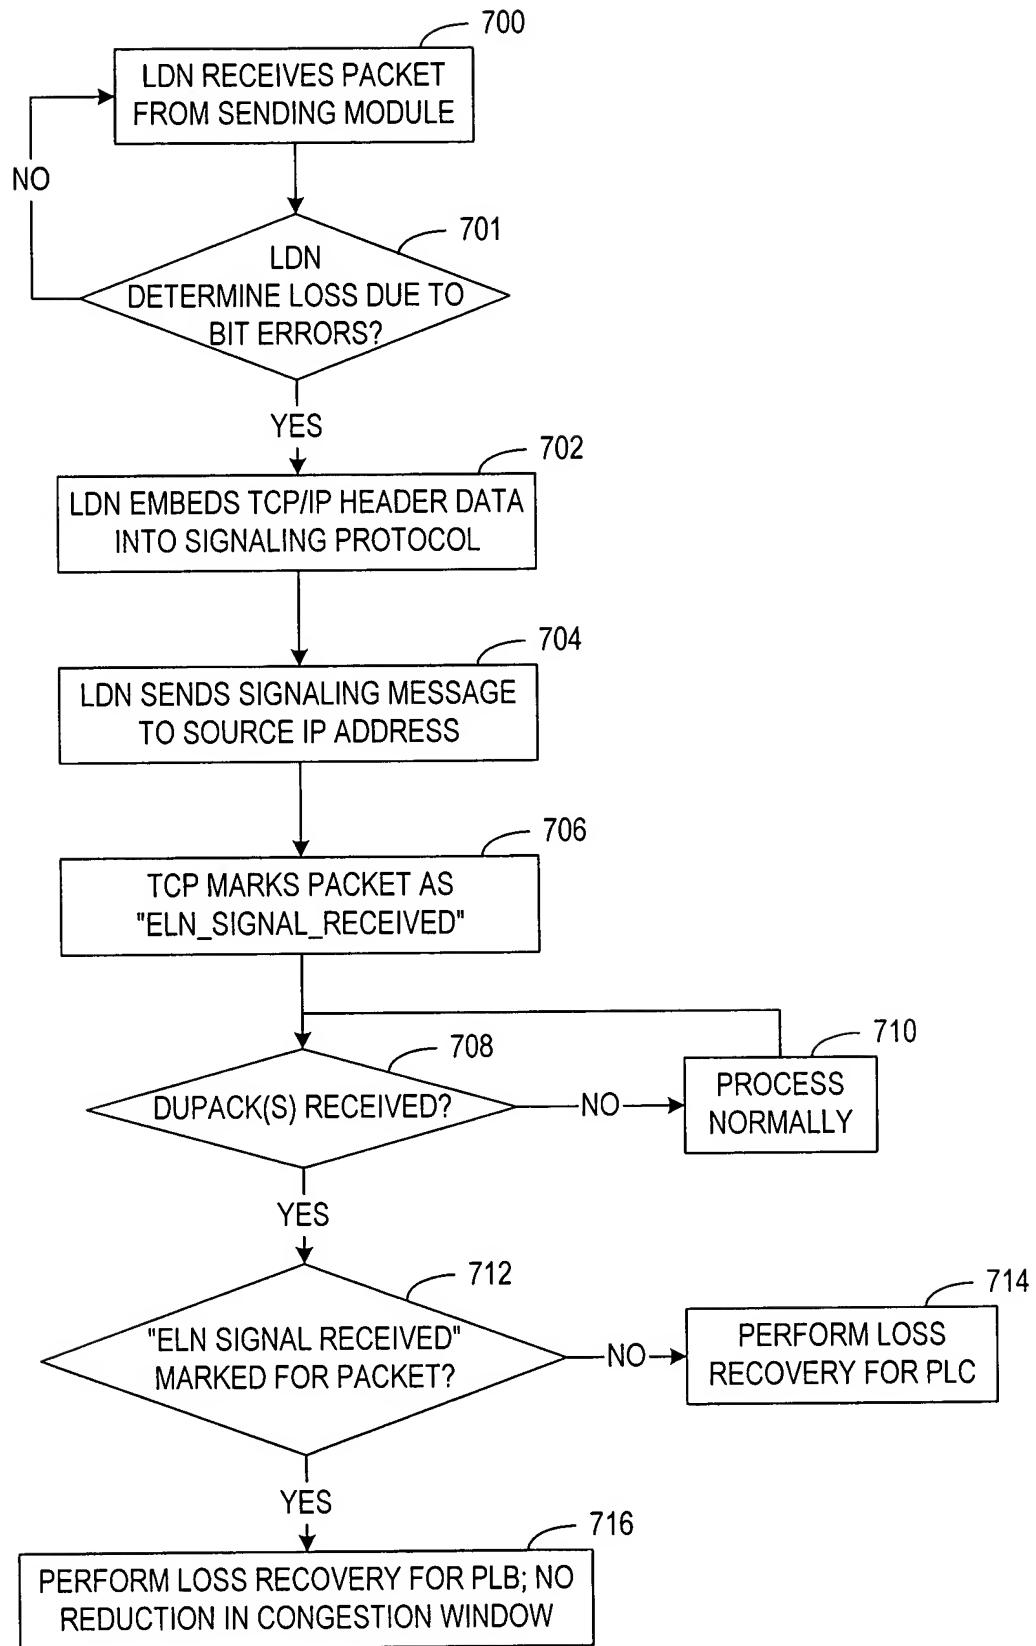 700
LDN RECEIVES PACKET
FROM SENDING MODULE
NO
701
LDN
DETERMINE LOSS DUE TO
BIT ERRORS?
YES
702
LDN EMBEDS TCP/IP HEADER DATA
INTO SIGNALING PROTOCOL
704
LDN SENDS SIGNALING MESSAGE
TO SOURCE IP ADDRESS
706
TCP MARKS PACKET AS
"ELN_SIGNAL_RECEIVED"
708
DUPACK(S) RECEIVED?
NO
710
PROCESS
NORMALLY
YES
712
"ELN SIGNAL RECEIVED"
MARKED FOR PACKET?
NO
714
PERFORM LOSS
RECOVERY FOR PLC
YES
716
PERFORM LOSS RECOVERY FOR PLB; NO
REDUCTION IN CONGESTION WINDOW